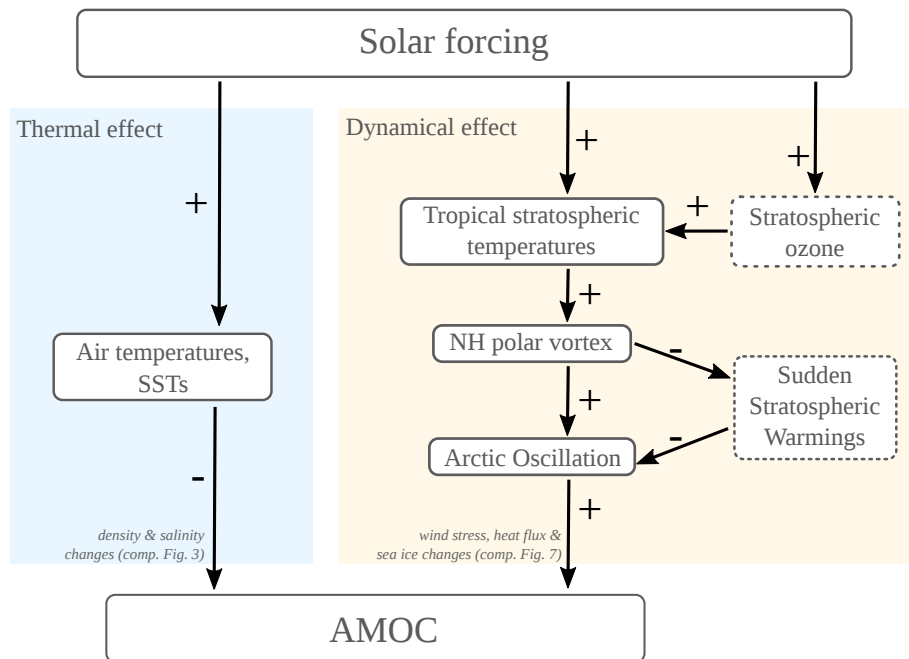 Solar forcing
Thermal effect
+
Air temperatures,
SSTs
-
density & salinity
changes (comp. Fig. 3)
Dynamical effect
+
+
Tropical stratospheric
temperatures
+
Stratospheric
ozone
+
NH polar vortex
-
Sudden
Stratospheric
Warmings
+
-
Arctic Oscillation
+
wind stress, heat flux &
sea ice changes (comp. Fig. 7)
AMOC